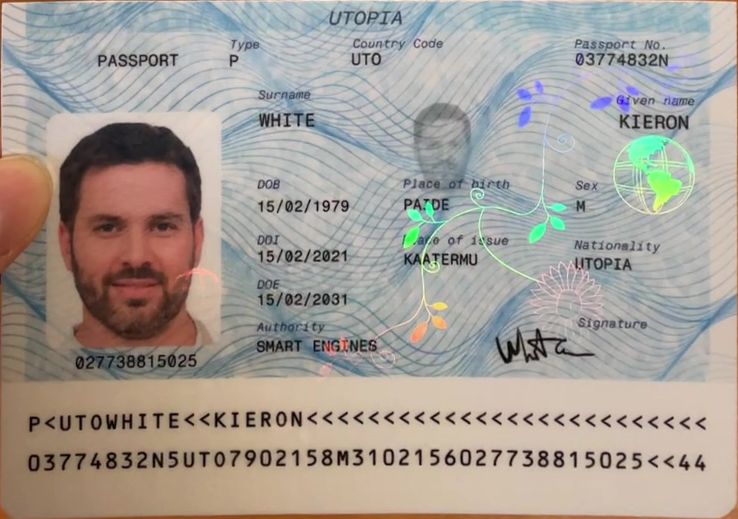 UTOPIA
PASSPORT
Type
P
Country Code
UTO
Passport No.
03774832N
Surname
WHITE
Given name
KIERON
DOB
15/02/1979
Place of birth
PAIDE
Sex
M
DOI
15/02/2021
Place of issue
KAATERMU
Nationality
UTOPIA
DOE
15/02/2031
Authority
SMART ENGINES
Signature
027738815025
P<UTOWHITE<<KIERON<<<<<<<<<<<<<<<<<<<<<<<<<<
03774832N5UTO7902158M3102156027738815025<<44